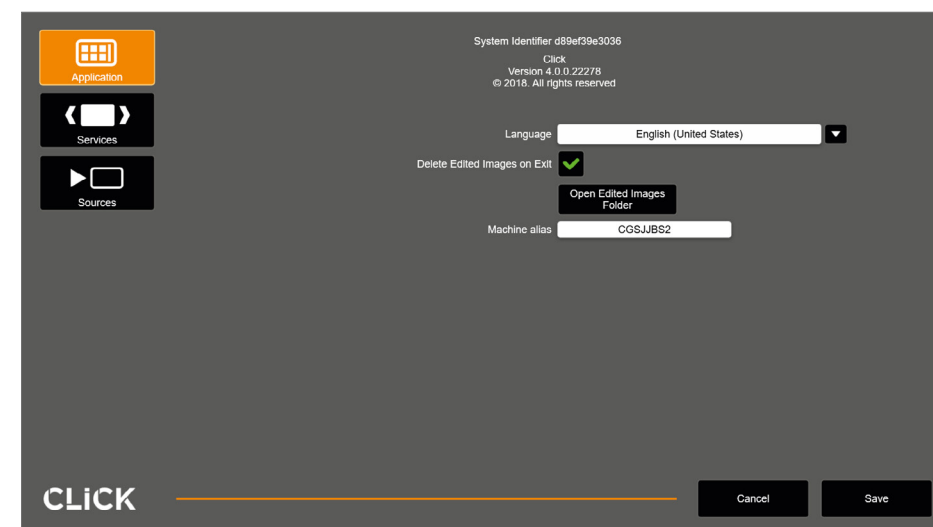 Application
Services
Sources
System Identifier d89ef39e3036
Click
Version 4.0.0.22278
© 2018. All rights reserved
Language English (United States)
Delete Edited Images on Exit
Open Edited Images
Folder
Machine alias CGSJJBS2
CLiCK
Cancel Save